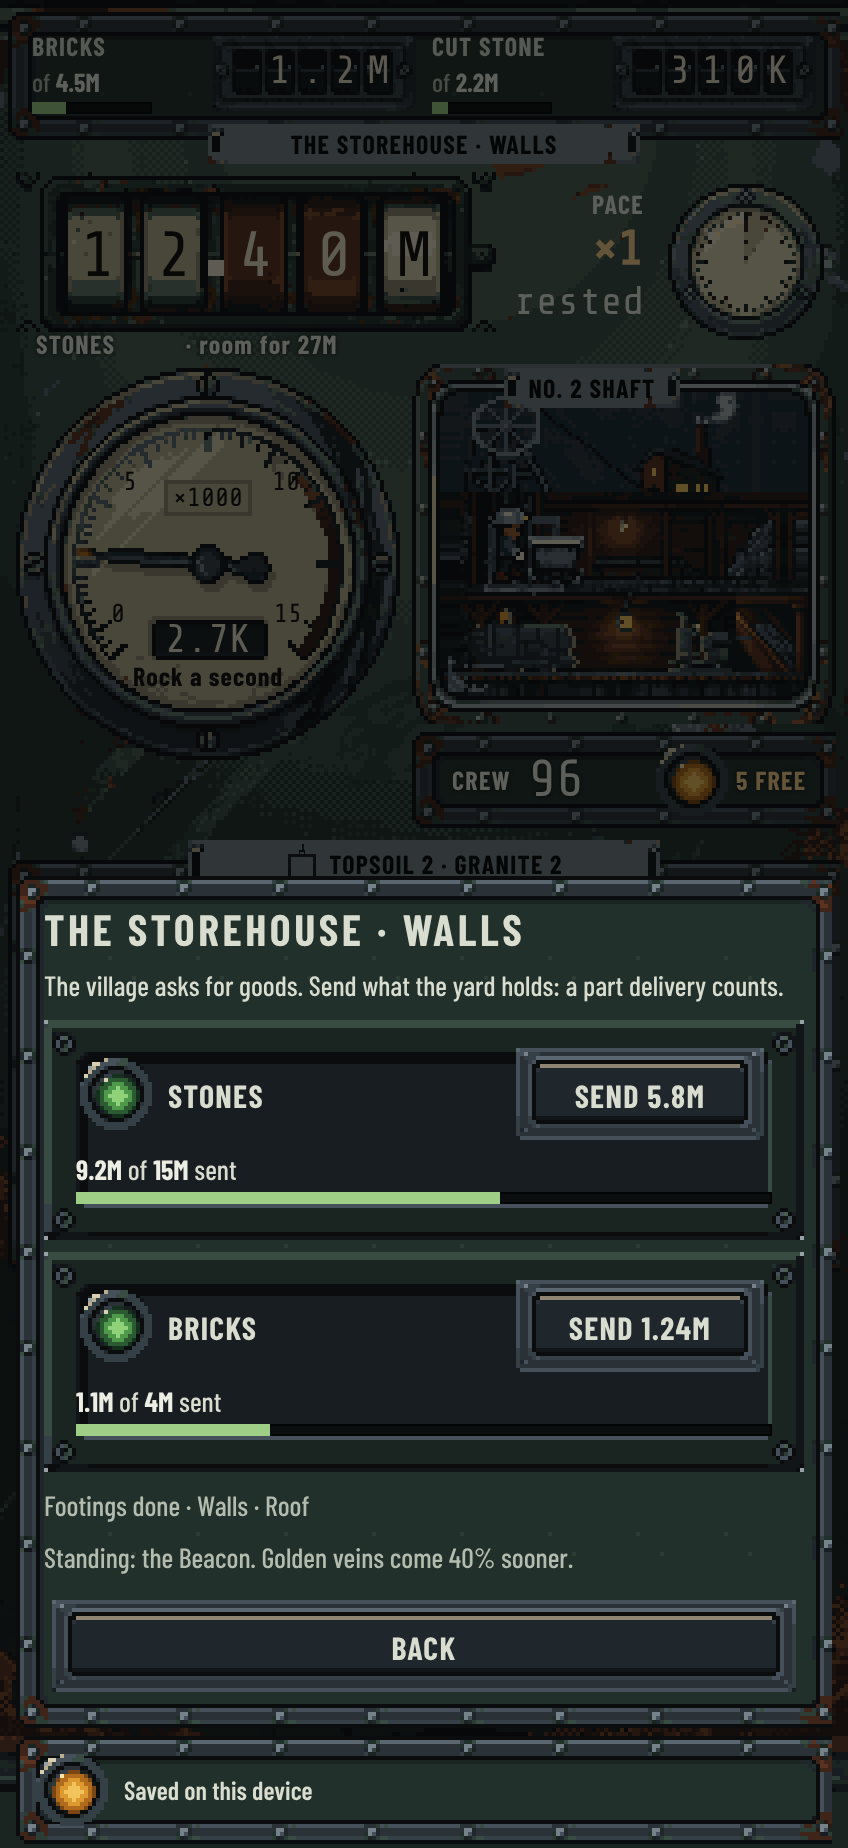 BRICKS
of 4.5M
1.2M
CUT STONE
of 2.2M
310K
THE STOREHOUSE · WALLS
12.40M
STONES · room for 27M
PACE
×1
rested
NO. 2 SHAFT
5
10
×1000
0
15
2.7K
Rock a second
CREW 96
5 FREE
TOPSOIL 2 · GRANITE 2
THE STOREHOUSE · WALLS
The village asks for goods. Send what the yard holds: a part delivery counts.
STONES
SEND 5.8M
9.2M of 15M sent
BRICKS
SEND 1.24M
1.1M of 4M sent
Footings done · Walls · Roof
Standing: the Beacon. Golden veins come 40% sooner.
BACK
Saved on this device